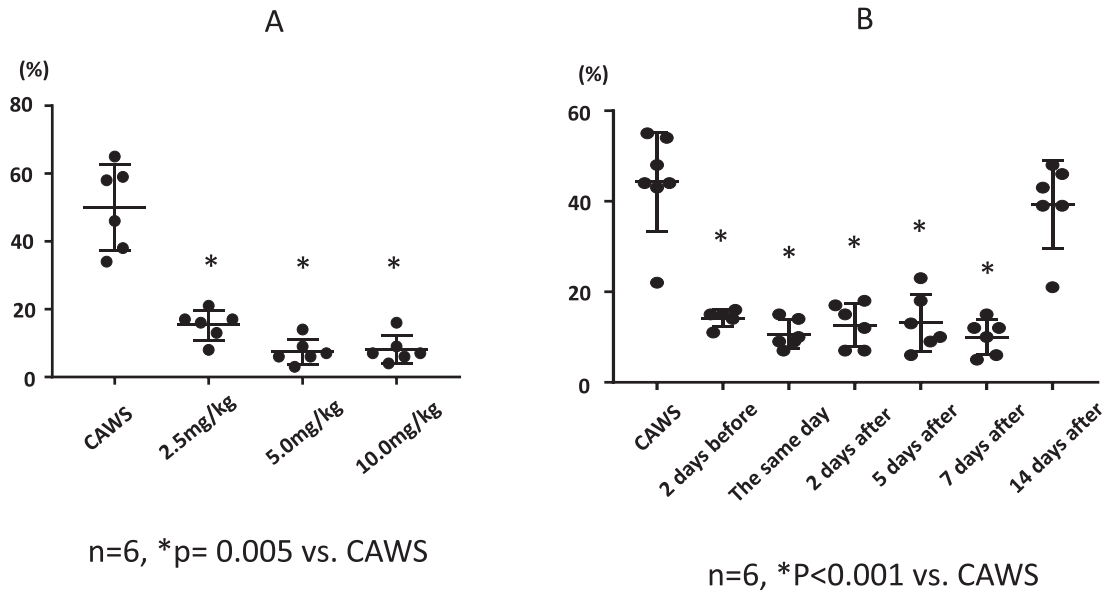 A
(%)
80
60
40
20
0
*
*
*
CAWS
2.5mg/kg
5.0mg/kg
10.0mg/kg
n=6, *p= 0.005 vs. CAWS
B
(%)
60
40
20
0
*
*
*
*
*
CAWS
2 days before
The same day
2 days after
5 days after
7 days after
14 days after
n=6, *P<0.001 vs. CAWS